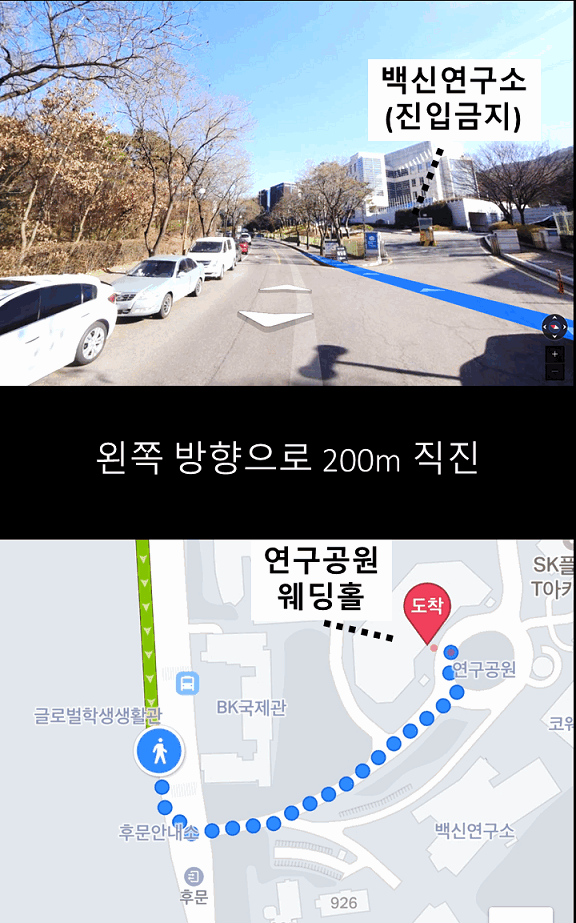 백신연구소
(진입금지)
+
-
왼쪽 방향으로 200m 직진
연구공원
웨딩홀
SK플
T아카
도착
연구공원
글로벌학생생활관
BK국제관
코워
후문안내소
백신연구소
후문
926